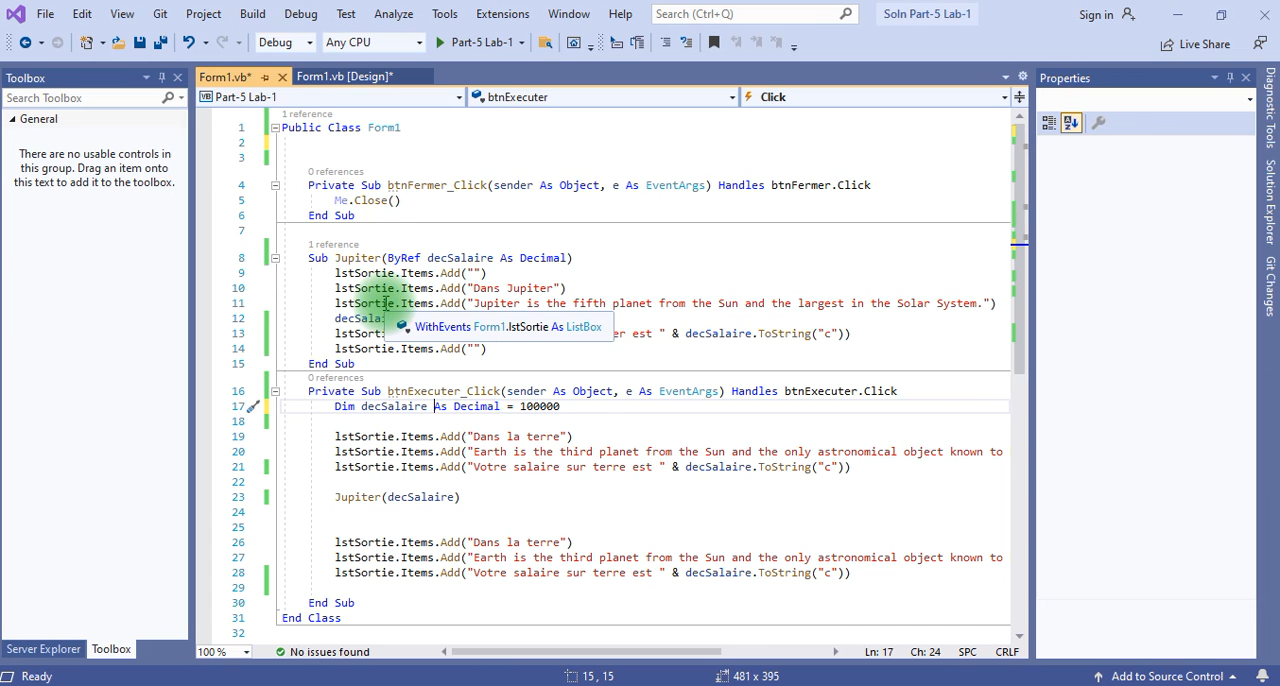 File Edit View Git Project Build Debug Test Analyze Tools Extensions Window Help Search (Ctrl+Q) Soln Part-5 Lab-1 Sign in
Debug Any CPU Part-5 Lab-1 Live Share
Toolbox
Search Toolbox
General
There are no usable controls in
this group. Drag an item onto
this text to add it to the toolbox.
Server Explorer Toolbox
Form1.vb* Form1.vb [Design]*
Part-5 Lab-1 btnExecuter Click
1 reference
1 Public Class Form1
2
3
0 references
4 Private Sub btnFermer_Click(sender As Object, e As EventArgs) Handles btnFermer.Click
5 Me.Close()
6 End Sub
7
1 reference
8 Sub Jupiter(ByRef decSalaire As Decimal)
9 lstSortie.Items.Add("")
10 lstSortie.Items.Add("Dans Jupiter")
11 lstSortie.Items.Add("Jupiter is the fifth planet from the Sun and the largest in the Solar System.")
12 decSalai
WithEvents Form1.lstSortie As ListBox
13 lstSorti er est " & decSalaire.ToString("c"))
14 lstSortie.Items.Add("")
15 End Sub
0 references
16 Private Sub btnExecuter_Click(sender As Object, e As EventArgs) Handles btnExecuter.Click
17 Dim decSalaire As Decimal = 100000
18
19 lstSortie.Items.Add("Dans la terre")
20 lstSortie.Items.Add("Earth is the third planet from the Sun and the only astronomical object known to
21 lstSortie.Items.Add("Votre salaire sur terre est " & decSalaire.ToString("c"))
22
23 Jupiter(decSalaire)
24
25
26 lstSortie.Items.Add("Dans la terre")
27 lstSortie.Items.Add("Earth is the third planet from the Sun and the only astronomical object known to
28 lstSortie.Items.Add("Votre salaire sur terre est " & decSalaire.ToString("c"))
29
30 End Sub
31 End Class
32
100 % No issues found Ln: 17 Ch: 24 SPC CRLF
Properties
Diagnostic Tools
Solution Explorer
Git Changes
Ready 15 , 15 481 x 395 Add to Source Control